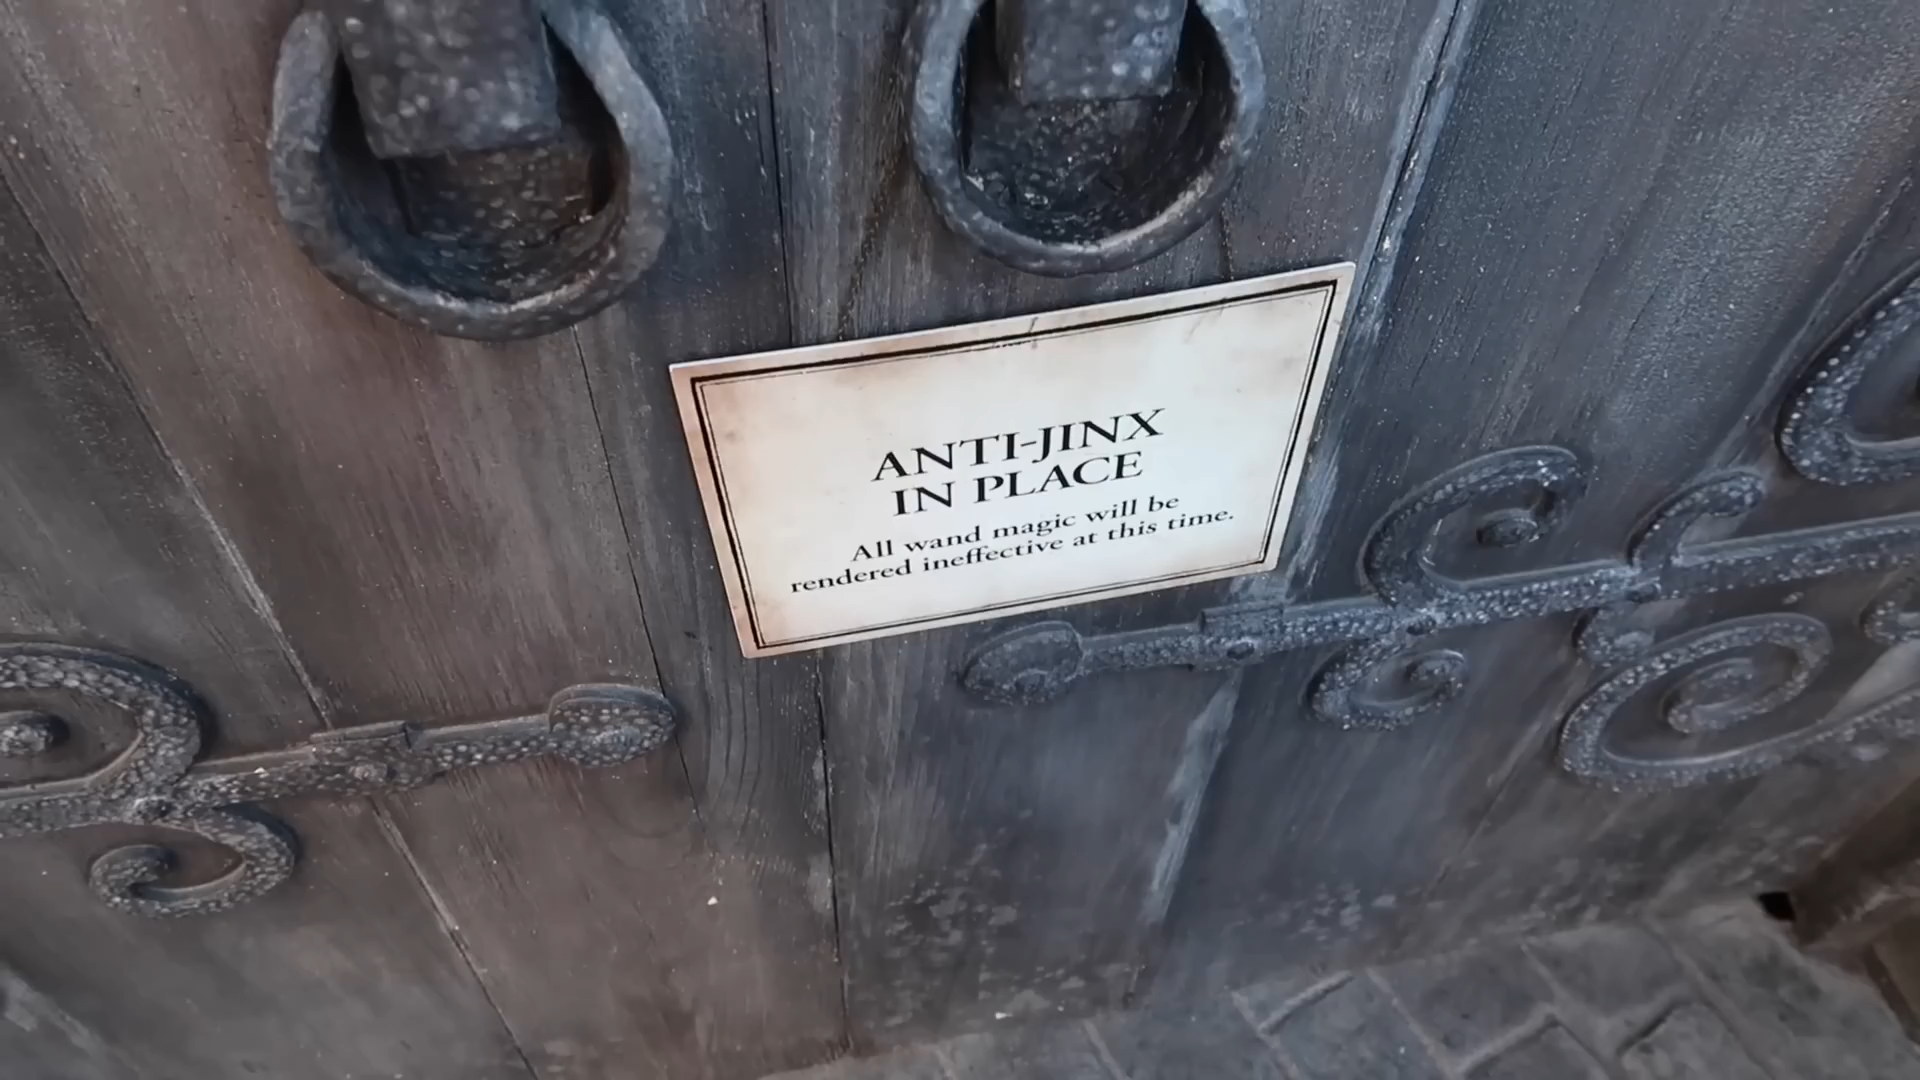 ANTI-JINX
IN PLACE
All wand magic will be
rendered ineffective at this time.